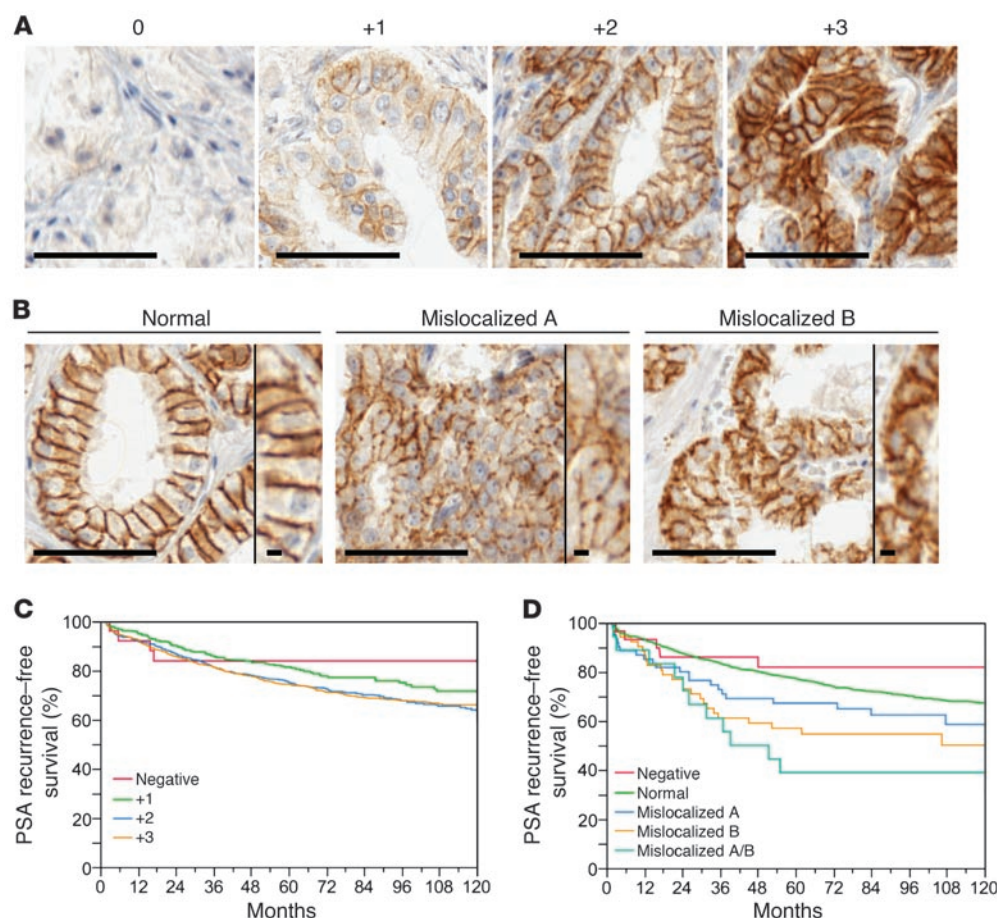 A
0 +1 +2 +3
B
Normal Mislocalized A Mislocalized B
C
PSA recurrence–free
survival (%)
100
80
60
40
20
0
Negative
+1
+2
+3
0 12 24 36 48 60 72 84 96 108 120
Months
D
PSA recurrence–free
survival (%)
100
80
60
40
60
80
0
Negative
Normal
Mislocalized A
Mislocalized B
Mislocalized A/B
0 12 24 36 48 60 72 84 96 108 120
Months